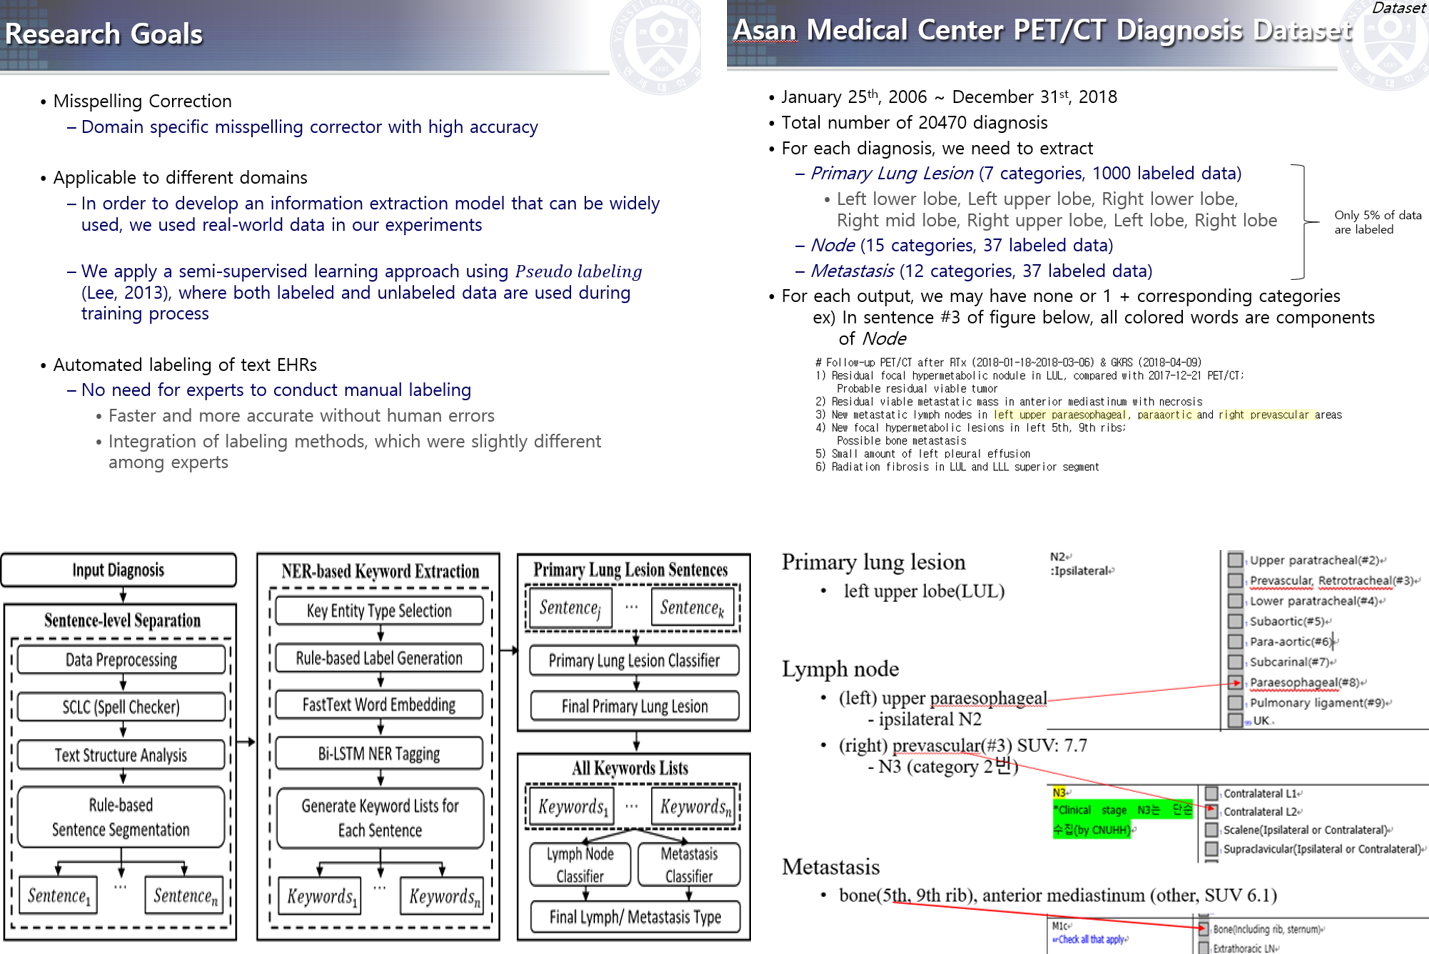 Research Goals
• Misspelling Correction
– Domain specific misspelling corrector with high accuracy
• Applicable to different domains
– In order to develop an information extraction model that can be widely
used, we used real-world data in our experiments
– We apply a semi-supervised learning approach using Pseudo labeling
(Lee, 2013), where both labeled and unlabeled data are used during
training process
• Automated labeling of text EHRs
– No need for experts to conduct manual labeling
• Faster and more accurate without human errors
• Integration of labeling methods, which were slightly different
among experts
Dataset
Asan Medical Center PET/CT Diagnosis Dataset
• January 25th, 2006 ~ December 31st, 2018
• Total number of 20470 diagnosis
• For each diagnosis, we need to extract
– Primary Lung Lesion (7 categories, 1000 labeled data)
• Left lower lobe, Left upper lobe, Right lower lobe,
Right mid lobe, Right upper lobe, Left lobe, Right lobe
– Node (15 categories, 37 labeled data)
– Metastasis (12 categories, 37 labeled data)
Only 5% of data
are labeled
• For each output, we may have none or 1 + corresponding categories
ex) In sentence #3 of figure below, all colored words are components
of Node
# Follow-up PET/CT after RTx (2018-01-18-2018-03-06) & GKRS (2018-04-09)
1) Residual focal hypermetabolic nodule in LUL, compared with 2017-12-21 PET/CT;
Probable residual viable tumor
2) Residual viable metastatic mass in anterior mediastinum with necrosis
3) New metastatic lymph nodes in left upper paraesophageal, paraaortic and right prevascular areas
4) New focal hypermetabolic lesions in left 5th, 9th ribs;
Possible bone metastasis
5) Small amount of left pleural effusion
6) Radiation fibrosis in LUL and LLL superior segment
Input Diagnosis
Sentence-level Separation
Data Preprocessing
SCLC (Spell Checker)
Text Structure Analysis
Rule-based
Sentence Segmentation
Sentence1 ... Sentencen
NER-based Keyword Extraction
Key Entity Type Selection
Rule-based Label Generation
FastText Word Embedding
Bi-LSTM NER Tagging
Generate Keyword Lists for
Each Sentence
Keywords1 ... Keywordsn
Primary Lung Lesion Sentences
Sentencej ... Sentencek
Primary Lung Lesion Classifier
Final Primary Lung Lesion
All Keywords Lists
Keywords1 ... Keywordsn
Lymph Node
Classifier
Metastasis
Classifier
Final Lymph/ Metastasis Type
Primary lung lesion
• left upper lobe(LUL)
Lymph node
• (left) upper paraesophageal
- ipsilateral N2
• (right) prevascular(#3) SUV: 7.7
- N3 (category 2번)
Metastasis
• bone(5th, 9th rib), anterior mediastinum (other, SUV 6.1)
N2
:Ipsilateral
Upper paratracheal(#2)
Prevascular, Retrotracheal(#3)
Lower paratracheal(#4)
Subaortic(#5)
Para-aortic(#6)
Subcarinal(#7)
Paraesophageal(#8)
Pulmonary ligament(#9)
UK
N3
*Clinical stage N3는 단순
수집(by CNUHH)
Contralateral L1
Contralateral L2
Scalene(Ipsilateral or Contralateral)
Supraclavicular(Ipsilateral or Contralateral)
M1c
Check all that apply
Bone(Including rib, sternum)
Extrathoracic LN